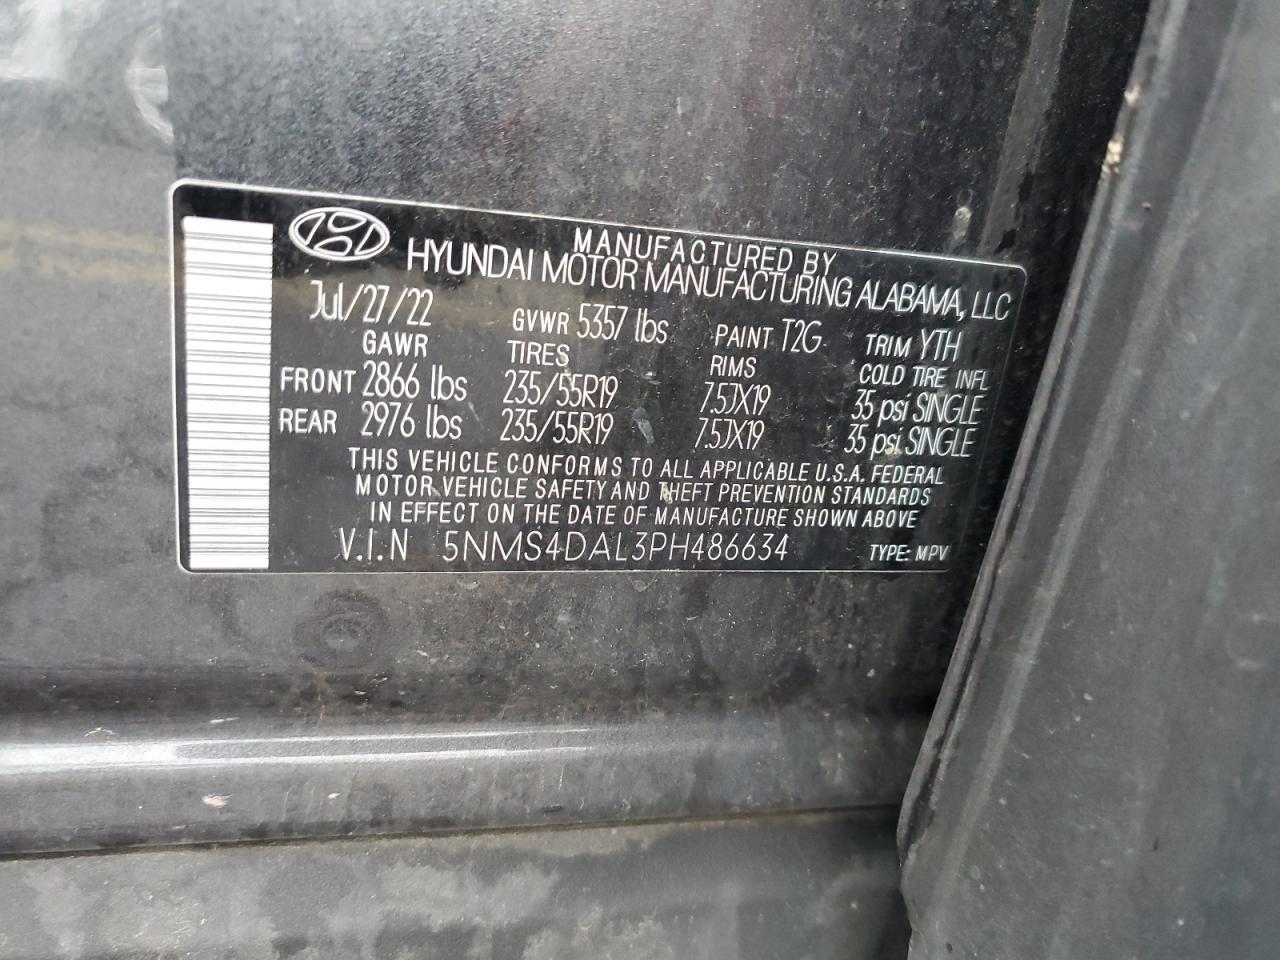 MANUFACTURED BY
HYUNDAI MOTOR MANUFACTURING ALABAMA, LLC
Jul/27/22 GVWR 5357 lbs PAINT T2G TRIM YTH
GAWR TIRES RIMS COLD TIRE INFL
FRONT 2866 lbs 235/55R19 7.5JX19 35 psi SINGLE
REAR 2976 lbs 235/55R19 7.5JX19 35 psi SINGLE
THIS VEHICLE CONFORMS TO ALL APPLICABLE U.S.A. FEDERAL
MOTOR VEHICLE SAFETY AND THEFT PREVENTION STANDARDS
IN EFFECT ON THE DATE OF MANUFACTURE SHOWN ABOVE
V.I.N 5NMS4DAL3PH486634 TYPE: MPV